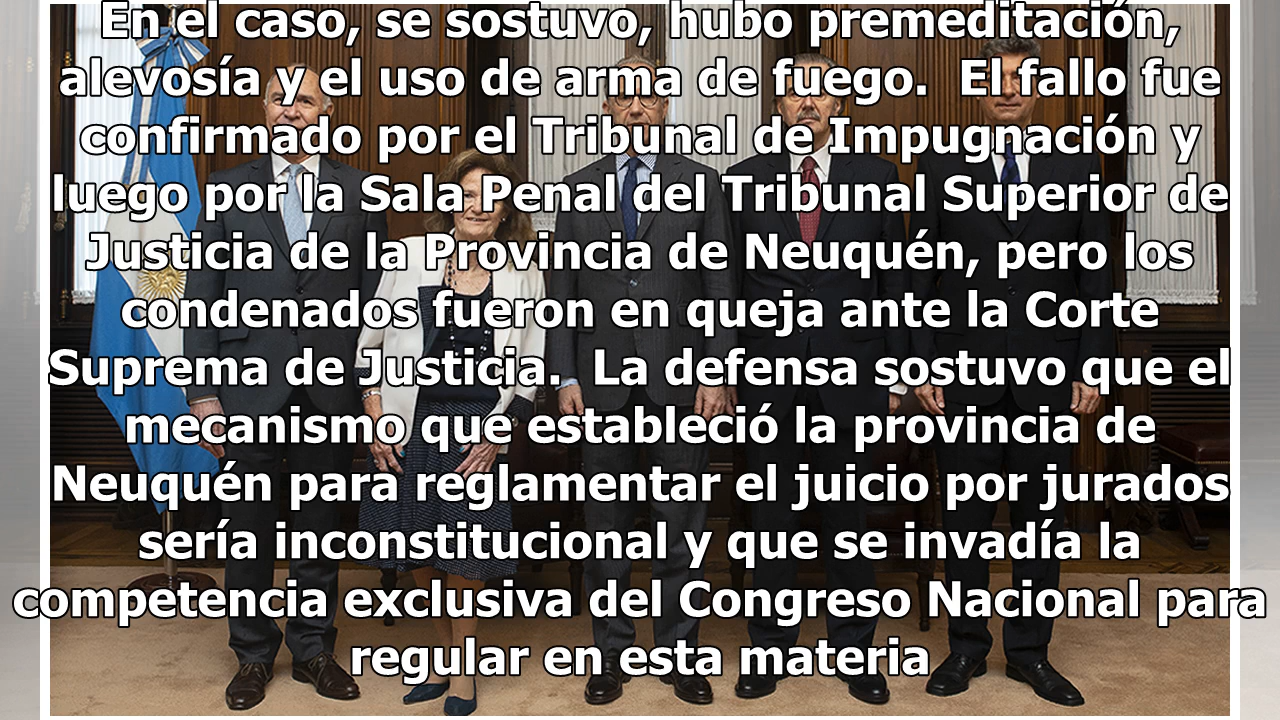 En el caso, se sostuvo, hubo premeditación,
alevosía y el uso de arma de fuego.  El fallo fue
confirmado por el Tribunal de Impugnación y
luego por la Sala Penal del Tribunal Superior de
Justicia de la Provincia de Neuquén, pero los
condenados fueron en queja ante la Corte
Suprema de Justicia.  La defensa sostuvo que el
mecanismo que estableció la provincia de
Neuquén para reglamentar el juicio por jurados
sería inconstitucional y que se invadía la
competencia exclusiva del Congreso Nacional para
regular en esta materia